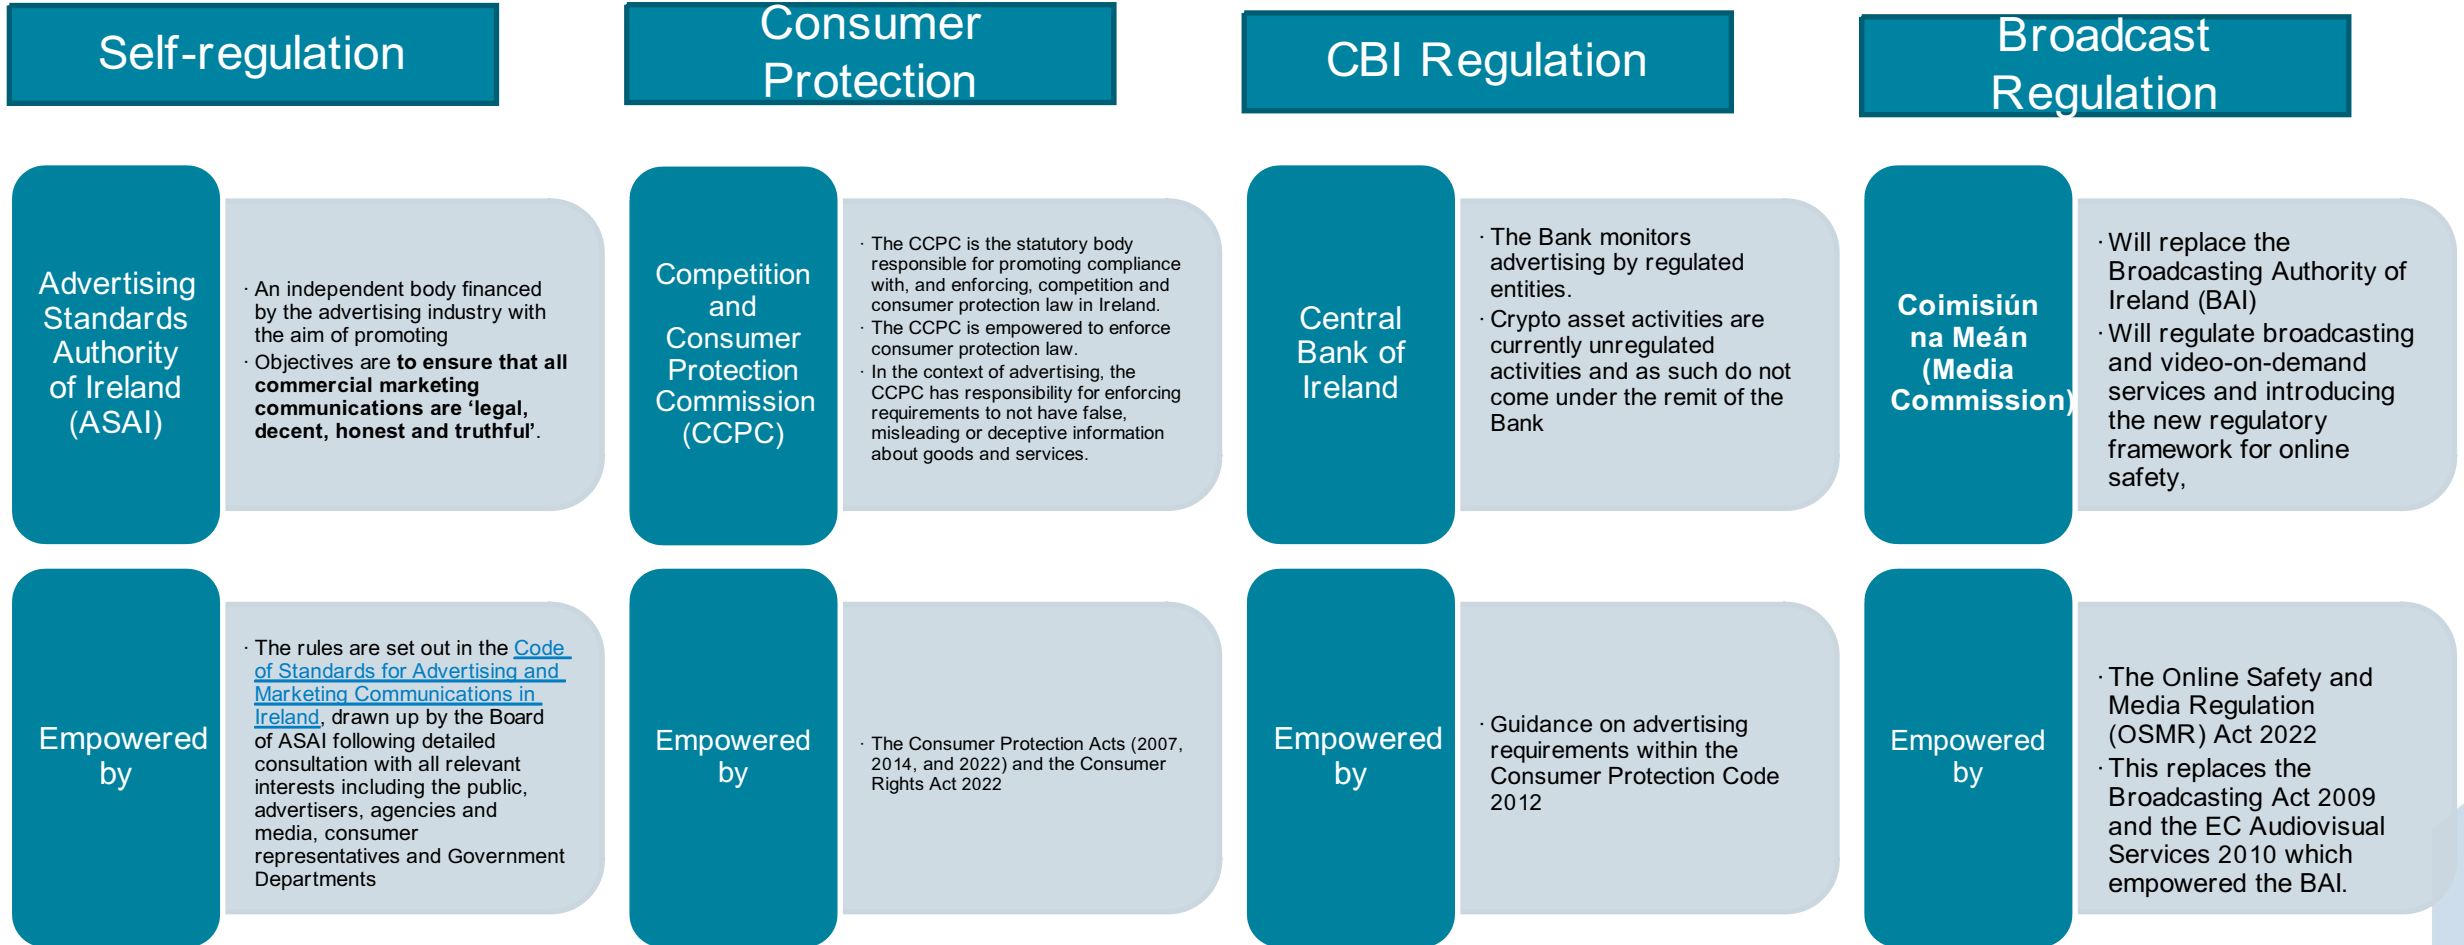 Self-regulation
Consumer
Protection
CBI Regulation
Broadcast
Regulation
Advertising
Standards
Authority
of Ireland
(ASAI)
· An independent body financed
by the advertising industry with
the aim of promoting
· Objectives are to ensure that all
commercial marketing
communications are ‘legal,
decent, honest and truthful’.
Competition
and
Consumer
Protection
Commission
(CCPC)
· The CCPC is the statutory body
responsible for promoting compliance
with, and enforcing, competition and
consumer protection law in Ireland.
· The CCPC is empowered to enforce
consumer protection law.
· In the context of advertising, the
CCPC has responsibility for enforcing
requirements to not have false,
misleading or deceptive information
about goods and services.
Central
Bank of
Ireland
· The Bank monitors
advertising by regulated
entities.
· Crypto asset activities are
currently unregulated
activities and as such do not
come under the remit of the
Bank
Coimisiún
na Meán
(Media
Commission)
· Will replace the
Broadcasting Authority of
Ireland (BAI)
· Will regulate broadcasting
and video-on-demand
services and introducing
the new regulatory
framework for online
safety,
Empowered
by
· The rules are set out in the Code
of Standards for Advertising and
Marketing Communications in
Ireland, drawn up by the Board
of ASAI following detailed
consultation with all relevant
interests including the public,
advertisers, agencies and
media, consumer
representatives and Government
Departments
Empowered
by
· The Consumer Protection Acts (2007,
2014, and 2022) and the Consumer
Rights Act 2022
Empowered
by
· Guidance on advertising
requirements within the
Consumer Protection Code
2012
Empowered
by
· The Online Safety and
Media Regulation
(OSMR) Act 2022
· This replaces the
Broadcasting Act 2009
and the EC Audiovisual
Services 2010 which
empowered the BAI.